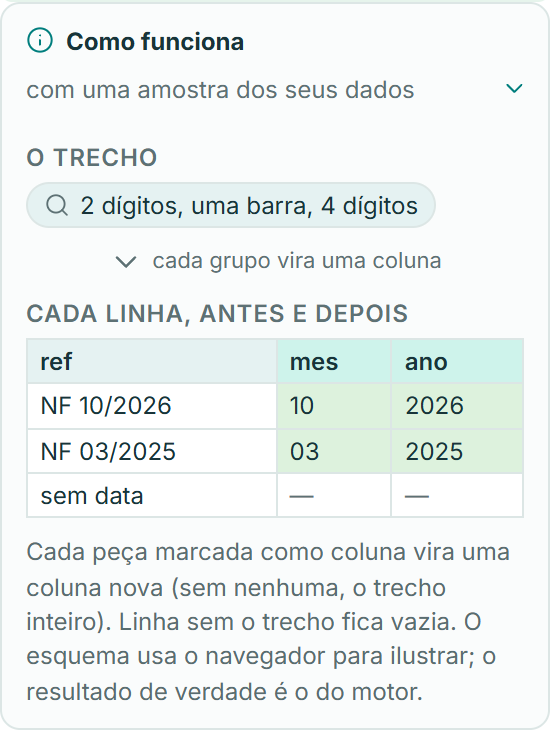 Como funciona
com uma amostra dos seus dados
O TRECHO
2 dígitos, uma barra, 4 dígitos
cada grupo vira uma coluna
CADA LINHA, ANTES E DEPOIS
ref mes ano
NF 10/2026 10 2026
NF 03/2025 03 2025
sem data — —
Cada peça marcada como coluna vira uma
coluna nova (sem nenhuma, o trecho
inteiro). Linha sem o trecho fica vazia. O
esquema usa o navegador para ilustrar; o
resultado de verdade é o do motor.